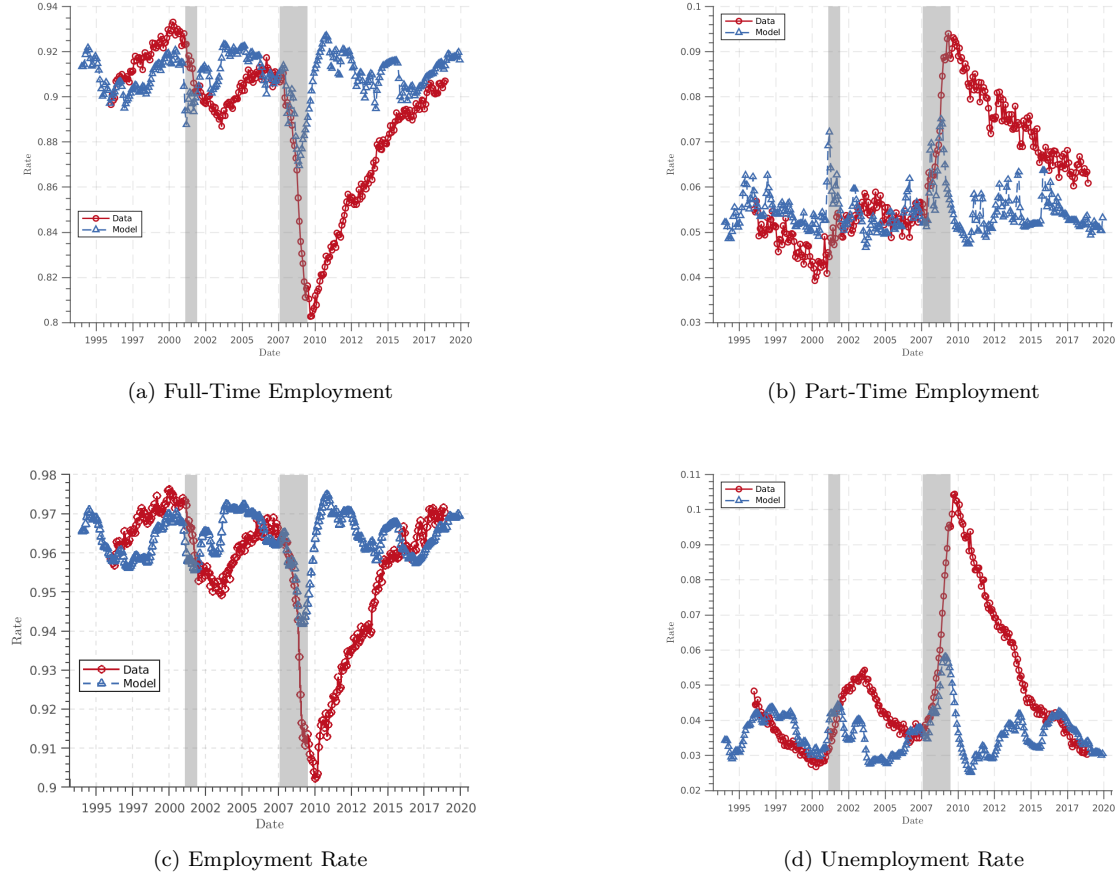 0.94
0.92
0.9
0.88
0.86
0.84
0.82
0.8
Rate
Data
Model
1995 1997 2000 2002 2005 2007 2010 2012 2015 2017 2020
Date
(a) Full-Time Employment
0.1
0.09
0.08
0.07
0.06
0.05
0.04
0.03
Rate
Data
Model
1995 1997 2000 2002 2005 2007 2010 2012 2015 2017 2020
Date
(b) Part-Time Employment
0.98
0.97
0.96
0.95
0.94
0.93
0.92
0.91
0.9
Rate
Data
Model
1995 1997 2000 2002 2005 2007 2010 2012 2015 2017 2020
Date
(c) Employment Rate
0.11
0.1
0.09
0.08
0.07
0.06
0.05
0.04
0.03
0.02
Rate
Data
Model
1995 1997 2000 2002 2005 2007 2010 2012 2015 2017 2020
Date
(d) Unemployment Rate